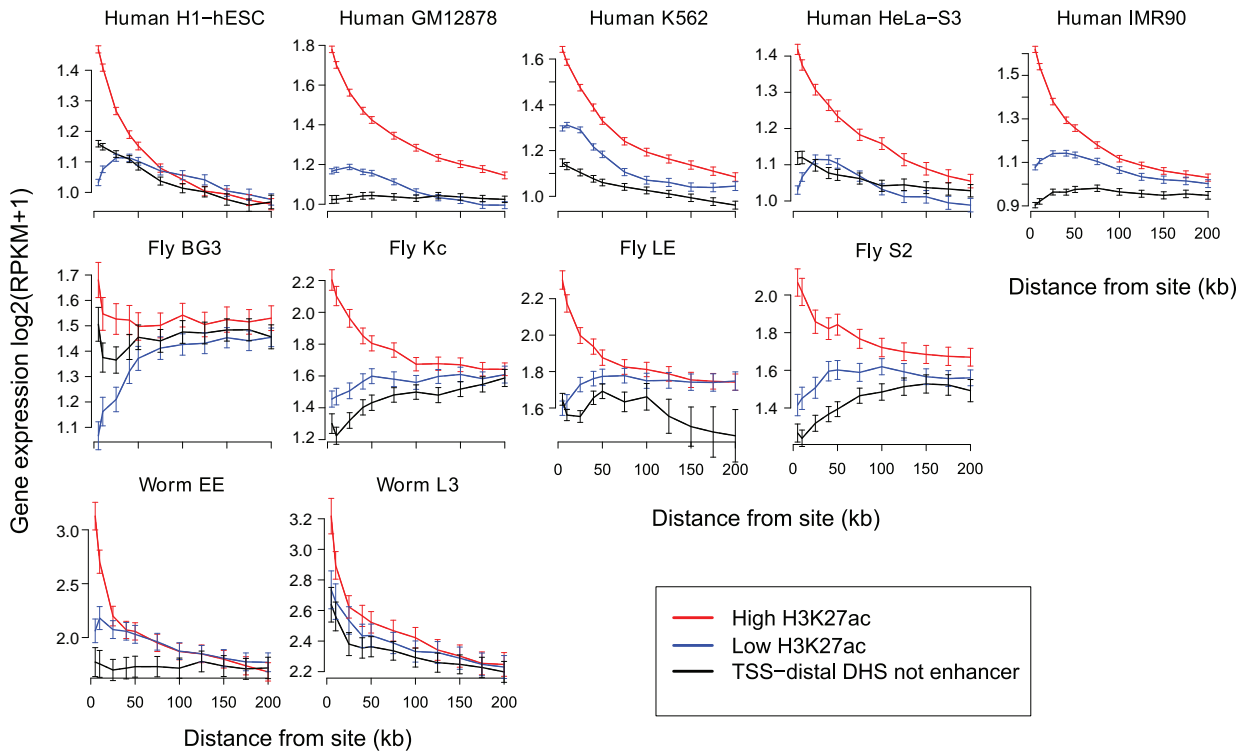 Human H1−hESC
Human GM12878
Human K562
Human HeLa−S3
Human IMR90
1.4
1.3
1.2
1.1
1.0
1.8
1.6
1.4
1.2
1.0
1.6
1.4
1.2
1.0
1.4
1.3
1.2
1.1
1.0
1.5
1.3
1.1
0.9
0 50 100 150 200
Distance from site (kb)
Gene expression log2(RPKM+1)
Fly BG3
Fly Kc
Fly LE
Fly S2
1.7
1.6
1.5
1.4
1.3
1.2
1.1
2.2
2.0
1.8
1.6
1.4
1.2
2.2
2.0
1.8
1.6
2.0
1.8
1.6
1.4
0 50 100 150 200
0 50 100 150 200
Distance from site (kb)
Worm EE
Worm L3
3.0
2.5
2.0
3.2
3.0
2.8
2.6
2.4
2.2
0 50 100 150 200
0 50 100 150 200
Distance from site (kb)
High H3K27ac
Low H3K27ac
TSS−distal DHS not enhancer